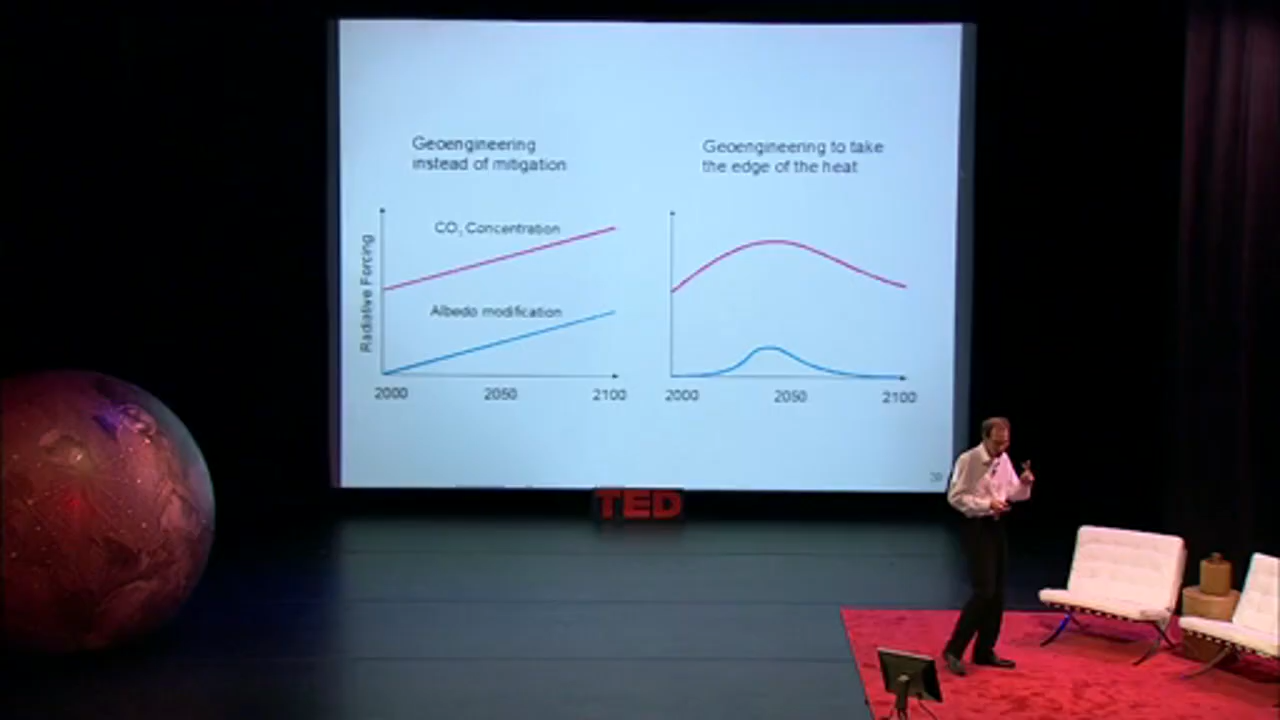 Geoengineering
instead of mitigation
Radiative Forcing
CO₂ Concentration
Albedo modification
2000 2050 2100
Geoengineering to take
the edge of the heat
2000 2050 2100
TED